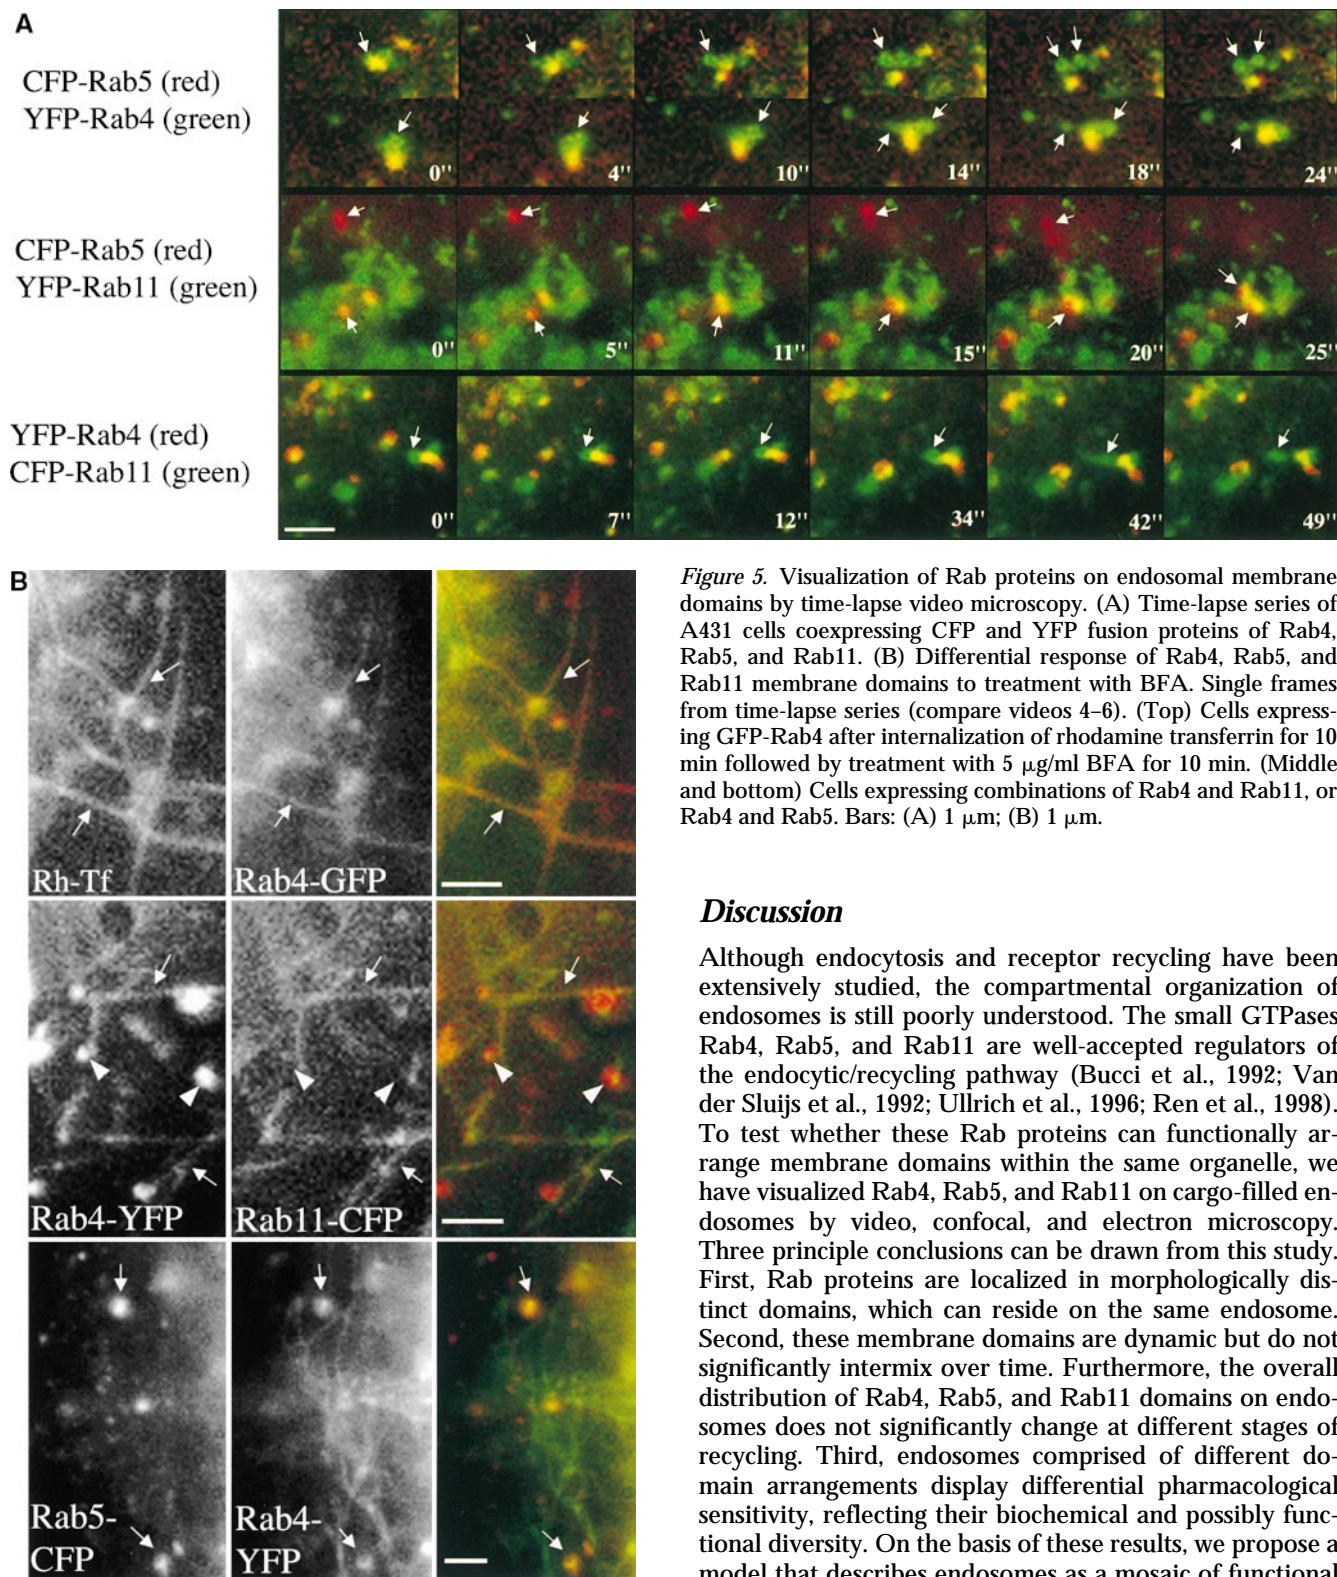 A
CFP-Rab5 (red)
YFP-Rab4 (green)
0"
4"
10"
14"
18"
24"
CFP-Rab5 (red)
YFP-Rab11 (green)
0"
5"
11"
15"
20"
25"
YFP-Rab4 (red)
CFP-Rab11 (green)
0"
7"
12"
34"
42"
49"
B
Rh-Tf
Rab4-GFP
Rab4-YFP
Rab11-CFP
Rab5-
CFP
Rab4-
YFP
Figure 5. Visualization of Rab proteins on endosomal membrane
domains by time-lapse video microscopy. (A) Time-lapse series of
A431 cells coexpressing CFP and YFP fusion proteins of Rab4,
Rab5, and Rab11. (B) Differential response of Rab4, Rab5, and
Rab11 membrane domains to treatment with BFA. Single frames
from time-lapse series (compare videos 4–6). (Top) Cells express-
ing GFP-Rab4 after internalization of rhodamine transferrin for 10
min followed by treatment with 5 μg/ml BFA for 10 min. (Middle
and bottom) Cells expressing combinations of Rab4 and Rab11, or
Rab4 and Rab5. Bars: (A) 1 μm; (B) 1 μm.
Discussion
Although endocytosis and receptor recycling have been
extensively studied, the compartmental organization of
endosomes is still poorly understood. The small GTPases
Rab4, Rab5, and Rab11 are well-accepted regulators of
the endocytic/recycling pathway (Bucci et al., 1992; Van
der Sluijs et al., 1992; Ullrich et al., 1996; Ren et al., 1998).
To test whether these Rab proteins can functionally ar-
range membrane domains within the same organelle, we
have visualized Rab4, Rab5, and Rab11 on cargo-filled en-
dosomes by video, confocal, and electron microscopy.
Three principle conclusions can be drawn from this study.
First, Rab proteins are localized in morphologically dis-
tinct domains, which can reside on the same endosome.
Second, these membrane domains are dynamic but do not
significantly intermix over time. Furthermore, the overall
distribution of Rab4, Rab5, and Rab11 domains on endo-
somes does not significantly change at different stages of
recycling. Third, endosomes comprised of different do-
main arrangements display differential pharmacological
sensitivity, reflecting their biochemical and possibly func-
tional diversity. On the basis of these results, we propose a
model that describes endosomes as a mosaic of functional